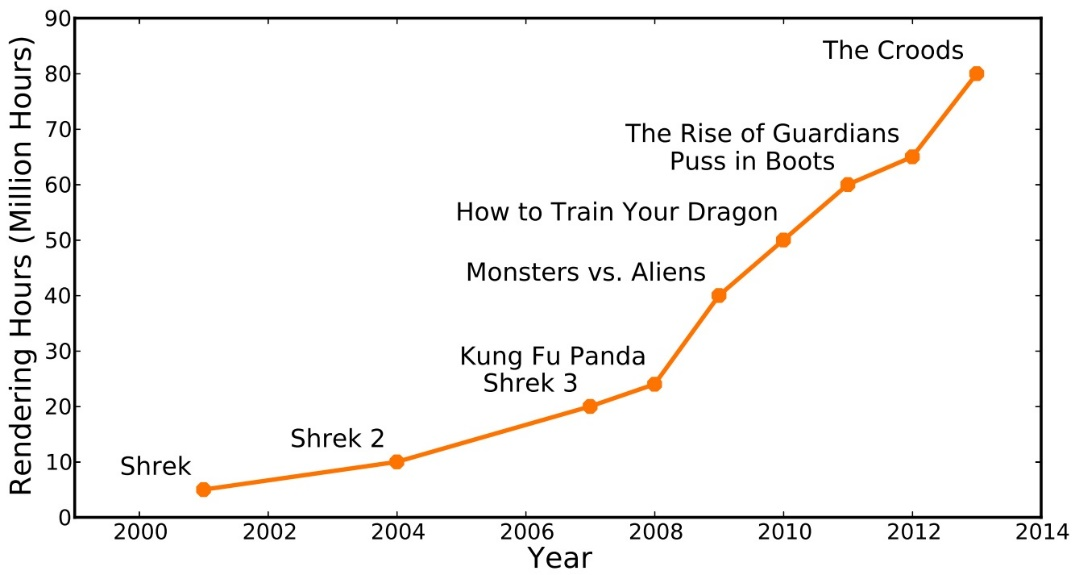 90
80
70
60
50
40
30
20
10
0
Rendering Hours (Million Hours)
The Croods
The Rise of Guardians
Puss in Boots
How to Train Your Dragon
Monsters vs. Aliens
Kung Fu Panda
Shrek 3
Shrek 2
Shrek
2000 2002 2004 2006 2008 2010 2012 2014
Year